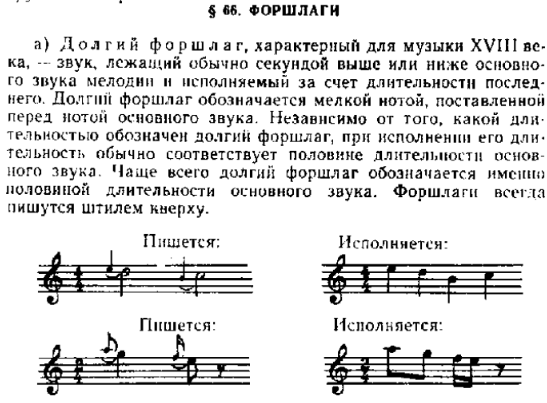 § 66. ФОРШЛАГИ
а) Долгий форшлаг, характерный для музыки XVIII ве-
ка, — звук, лежащий обычно секундой выше или ниже основно-
го звука мелодии и исполняемый за счет длительности послед-
него. Долгий форшлаг обозначается мелкой нотой, поставленной
перед нотой основного звука. Независимо от того, какой дли-
тельностью обозначен долгий форшлаг, при исполнении его дли-
тельность обычно соответствует половине длительности основ-
ного звука. Чаще всего долгий форшлаг обозначается именно
половиной длительности основного звука. Форшлаги всегда
пишутся штилем кверху.
Пишется: Исполняется:
Пишется: Исполняется: